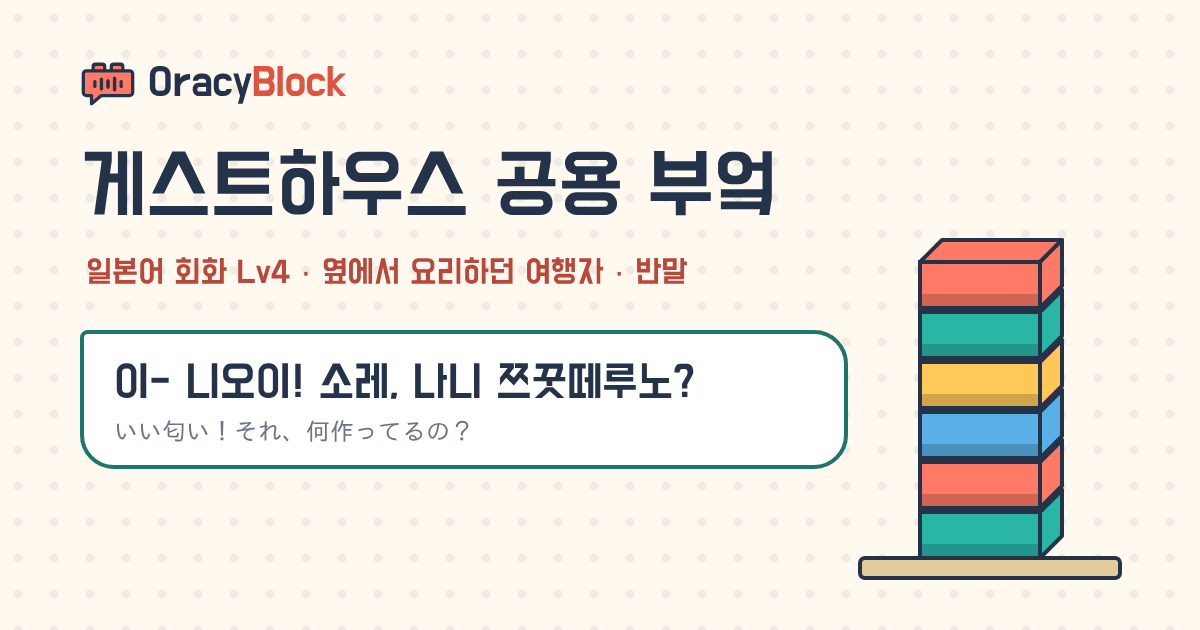 OracyBlock
게스트하우스 공용 부엌
일본어 회화 Lv4 · 옆에서 요리하던 여행자 · 반말
이- 니오이! 소레, 나니 쯔꿋떼루노?
いい匂い！それ、何作ってるの？